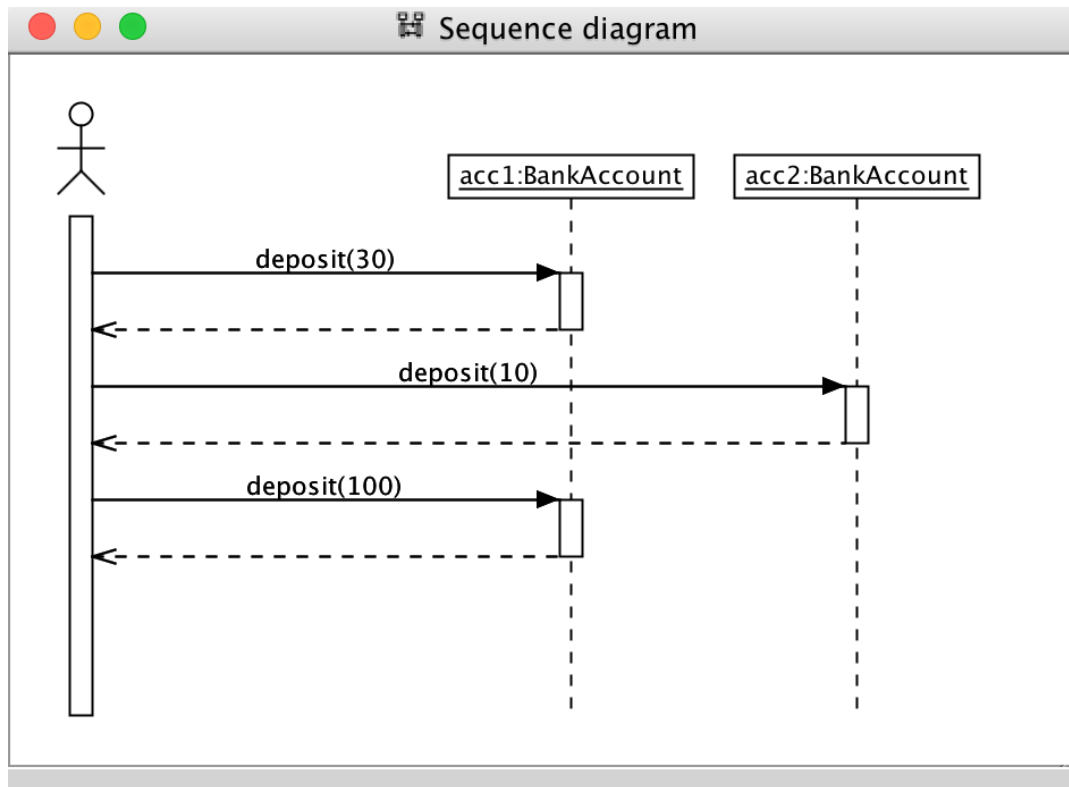 Sequence diagram
acc1:BankAccount
acc2:BankAccount
deposit(30)
deposit(10)
deposit(100)